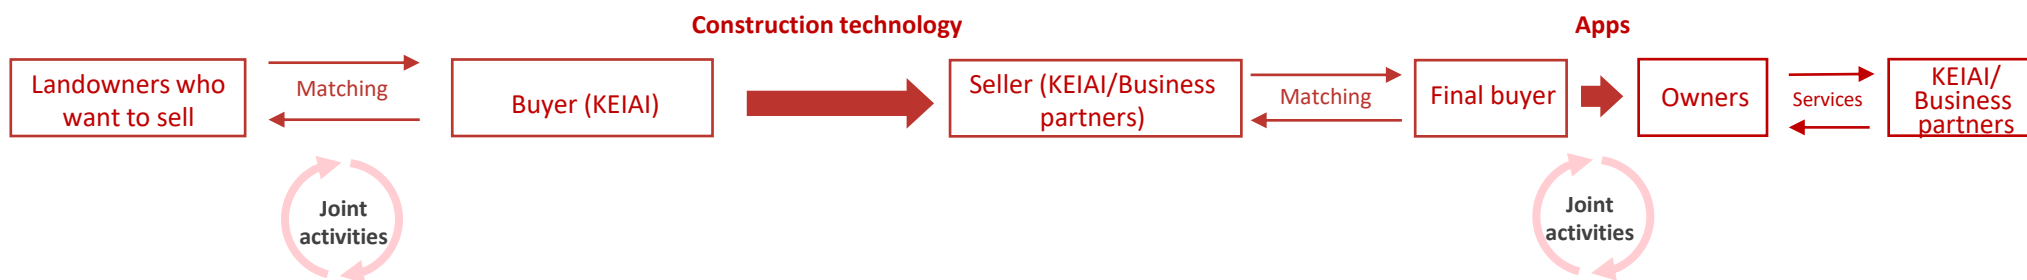 Construction technology
Apps
Landowners who
want to sell
Matching
Buyer (KEIAI)
Seller (KEIAI/Business
partners)
Matching
Final buyer
Owners
Services
KEIAI/
Business
partners
Joint
activities
Joint
activities